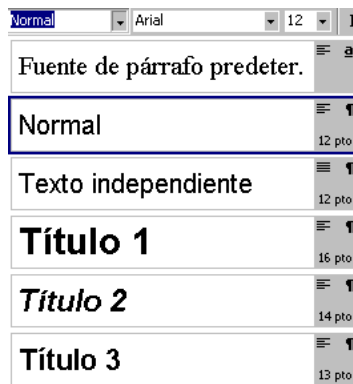 Normal Arial 12
Fuente de párrafo predeter. a
Normal ¶
12 pto
Texto independiente ¶
12 pto
Título 1 ¶
16 pto
Título 2 ¶
14 pto
Título 3 ¶
13 pto